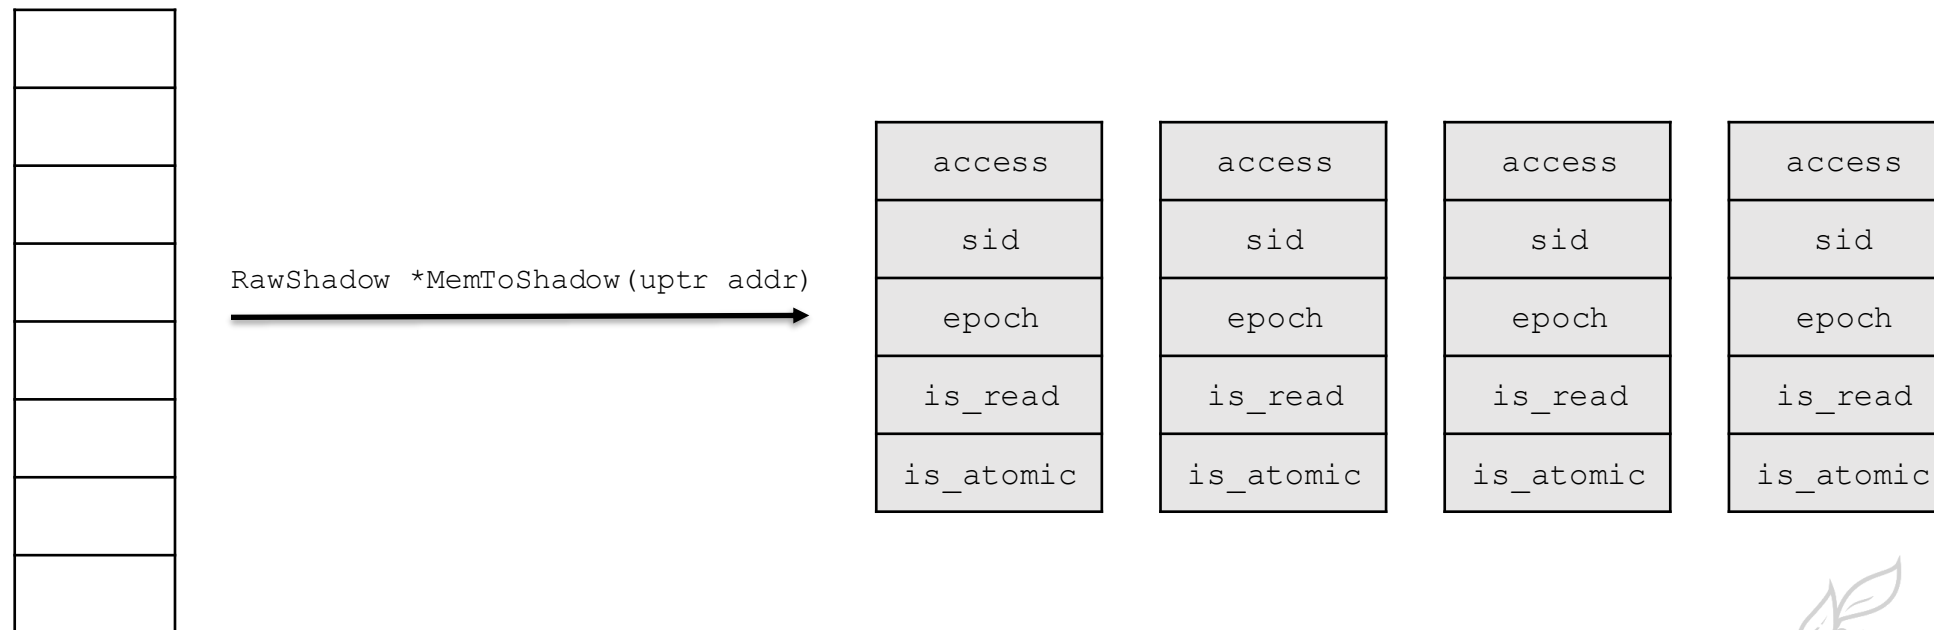 RawShadow *MemToShadow(uptr addr)
access access access access
sid sid sid sid
epoch epoch epoch epoch
is_read is_read is_read is_read
is_atomic is_atomic is_atomic is_atomic